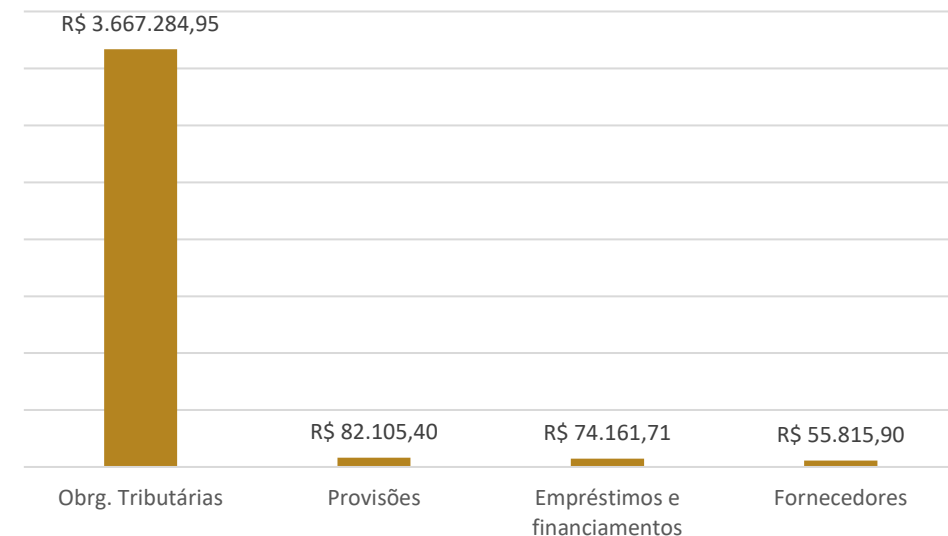 R$ 3.667.284,95
R$ 82.105,40
R$ 74.161,71
R$ 55.815,90
Obrg. Tributárias
Provisões
Empréstimos e
financiamentos
Fornecedores